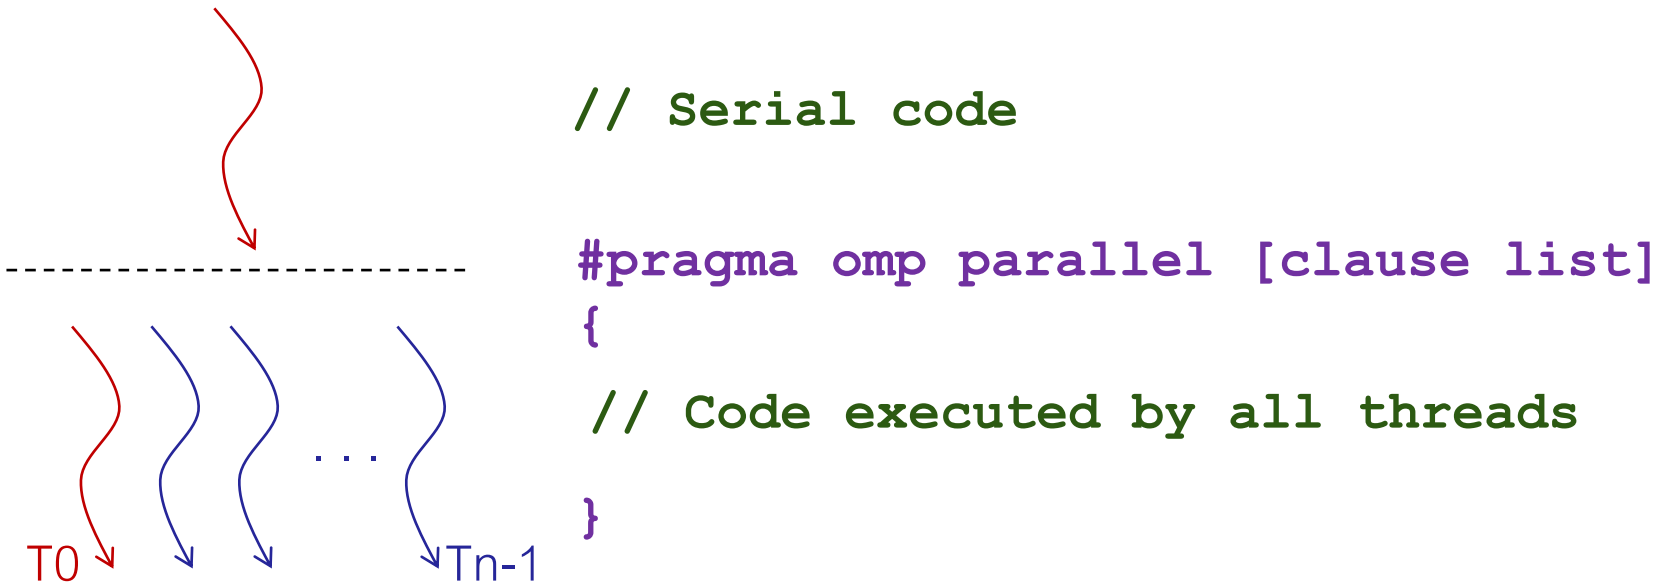 // Serial code
#pragma omp parallel [clause list]
{
// Code executed by all threads
. . .
}
T0
Tn-1